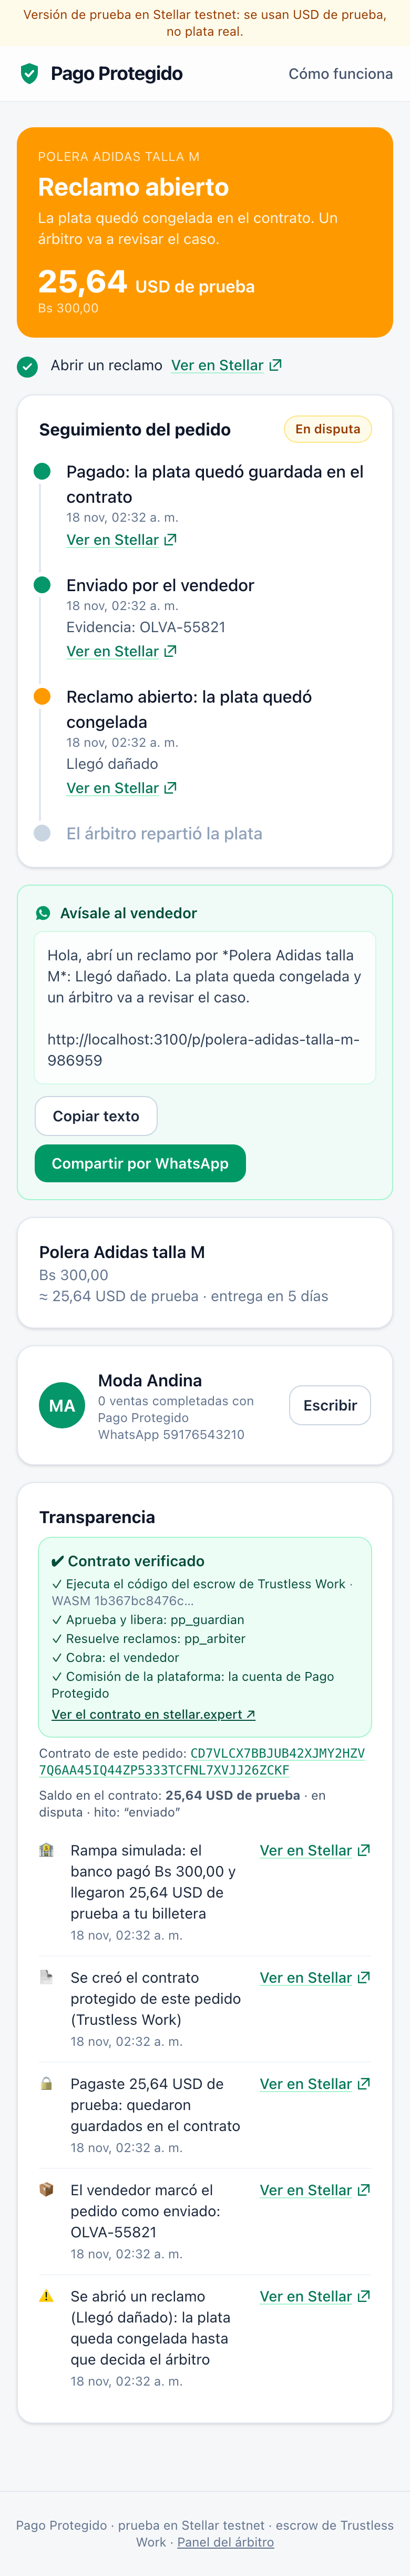 Versión de prueba en Stellar testnet: se usan USD de prueba,
no plata real.
Pago Protegido
Cómo funciona
POLERA ADIDAS TALLA M
Reclamo abierto
La plata quedó congelada en el contrato. Un
árbitro va a revisar el caso.
25,64 USD de prueba
Bs 300,00
Abrir un reclamo Ver en Stellar
Seguimiento del pedido
En disputa
Pagado: la plata quedó guardada en el
contrato
18 nov, 02:32 a. m.
Ver en Stellar
Enviado por el vendedor
18 nov, 02:32 a. m.
Evidencia: OLVA-55821
Ver en Stellar
Reclamo abierto: la plata quedó
congelada
18 nov, 02:32 a. m.
Llegó dañado
Ver en Stellar
El árbitro repartió la plata
Avísale al vendedor
Hola, abrí un reclamo por *Polera Adidas talla
M*: Llegó dañado. La plata queda congelada y
un árbitro va a revisar el caso.
http://localhost:3100/p/polera-adidas-talla-m-
986959
Copiar texto
Compartir por WhatsApp
Polera Adidas talla M
Bs 300,00
≈ 25,64 USD de prueba · entrega en 5 días
MA
Moda Andina
0 ventas completadas con
Pago Protegido
WhatsApp 59176543210
Escribir
Transparencia
✔ Contrato verificado
✓ Ejecuta el código del escrow de Trustless Work ·
WASM 1b367bc8476c...
✓ Aprueba y libera: pp_guardian
✓ Resuelve reclamos: pp_arbiter
✓ Cobra: el vendedor
✓ Comisión de la plataforma: la cuenta de Pago
Protegido
Ver el contrato en stellar.expert ↗
Contrato de este pedido: CD7VLCX7BBJUB42XJMY2HZV
7Q6AA45IQ44ZP5333TCFNL7XVJJ26ZCKF
Saldo en el contrato: 25,64 USD de prueba · en
disputa · hito: “enviado”
Rampa simulada: el
banco pagó Bs 300,00 y
llegaron 25,64 USD de
prueba a tu billetera
18 nov, 02:32 a. m.
Ver en Stellar
Se creó el contrato
protegido de este pedido
(Trustless Work)
18 nov, 02:32 a. m.
Ver en Stellar
Pagaste 25,64 USD de
prueba: quedaron
guardados en el contrato
18 nov, 02:32 a. m.
Ver en Stellar
El vendedor marcó el
pedido como enviado:
OLVA-55821
18 nov, 02:32 a. m.
Ver en Stellar
Se abrió un reclamo
(Llegó dañado): la plata
queda congelada hasta
que decida el árbitro
18 nov, 02:32 a. m.
Ver en Stellar
Pago Protegido · prueba en Stellar testnet · escrow de Trustless
Work · Panel del árbitro